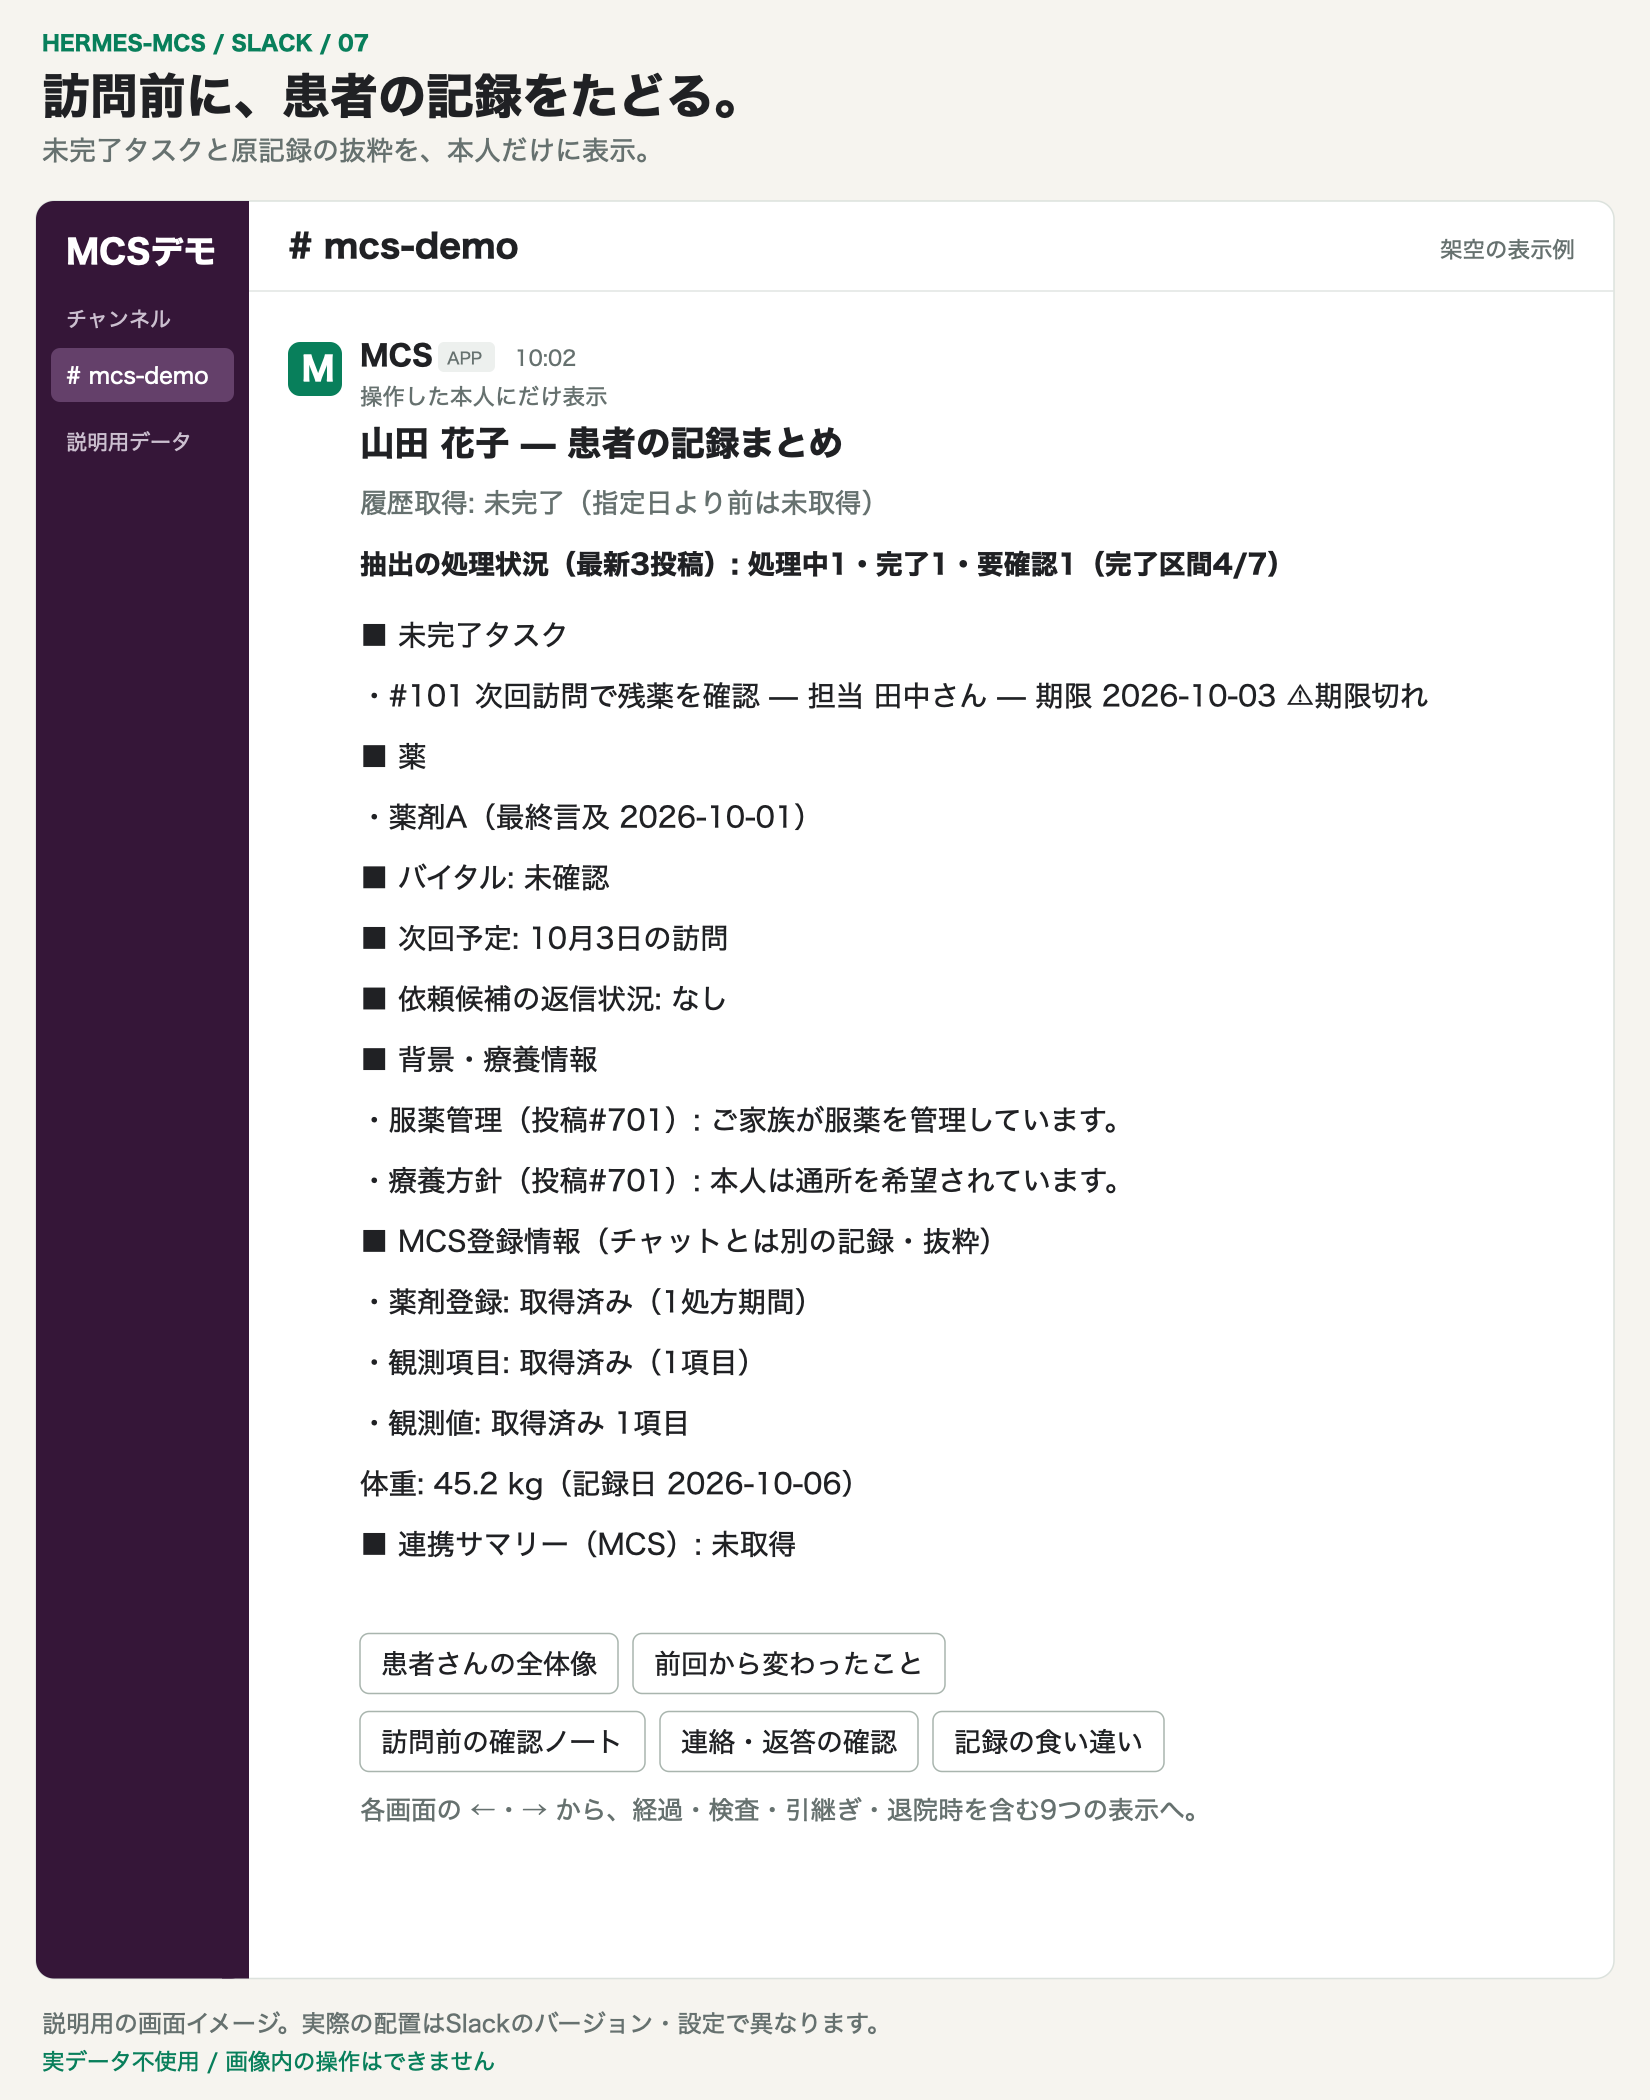 HERMES-MCS / SLACK / 07
訪問前に、患者の記録をたどる。
未完了タスクと原記録の抜粋を、本人だけに表示。
MCSデモ
チャンネル
# mcs-demo
説明用データ
# mcs-demo
架空の表示例
M
MCS APP 10:02
操作した本人にだけ表示
山田 花子 — 患者の記録まとめ
履歴取得: 未完了（指定日より前は未取得）
抽出の処理状況（最新3投稿）: 処理中1・完了1・要確認1（完了区間4/7）
■ 未完了タスク
・#101 次回訪問で残薬を確認 — 担当 田中さん — 期限 2026-10-03 ⚠期限切れ
■ 薬
・薬剤A（最終言及 2026-10-01）
■ バイタル: 未確認
■ 次回予定: 10月3日の訪問
■ 依頼候補の返信状況: なし
■ 背景・療養情報
・服薬管理（投稿#701）: ご家族が服薬を管理しています。
・療養方針（投稿#701）: 本人は通所を希望されています。
■ MCS登録情報（チャットとは別の記録・抜粋）
・薬剤登録: 取得済み（1処方期間）
・観測項目: 取得済み（1項目）
・観測値: 取得済み 1項目
体重: 45.2 kg（記録日 2026-10-06）
■ 連携サマリー（MCS）: 未取得
患者さんの全体像 前回から変わったこと
訪問前の確認ノート 連絡・返答の確認 記録の食い違い
各画面の ←・→ から、経過・検査・引継ぎ・退院時を含む9つの表示へ。
説明用の画面イメージ。実際の配置はSlackのバージョン・設定で異なります。
実データ不使用 / 画像内の操作はできません